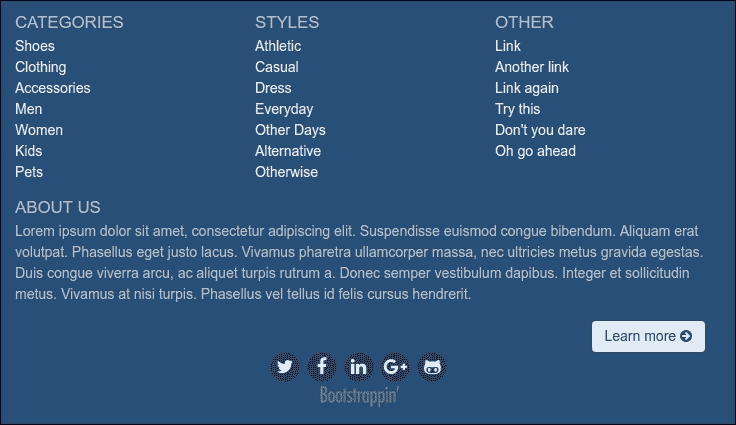 CATEGORIES
Shoes
Clothing
Accessories
Men
Women
Kids
Pets
STYLES
Athletic
Casual
Dress
Everyday
Other Days
Alternative
Otherwise
OTHER
Link
Another link
Link again
Try this
Don't you dare
Oh go ahead
ABOUT US
Lorem ipsum dolor sit amet, consectetur adipiscing elit. Suspendisse euismod congue bibendum. Aliquam erat
volutpat. Phasellus eget justo lacus. Vivamus pharetra ullamcorper massa, nec ultricies metus gravida egestas.
Duis congue viverra arcu, ac aliquet turpis rutrum a. Donec semper vestibulum dapibus. Integer et sollicitudin
metus. Vivamus at nisi turpis. Phasellus vel tellus id felis cursus hendrerit.
Learn more
f in G+
Bootstrappin'